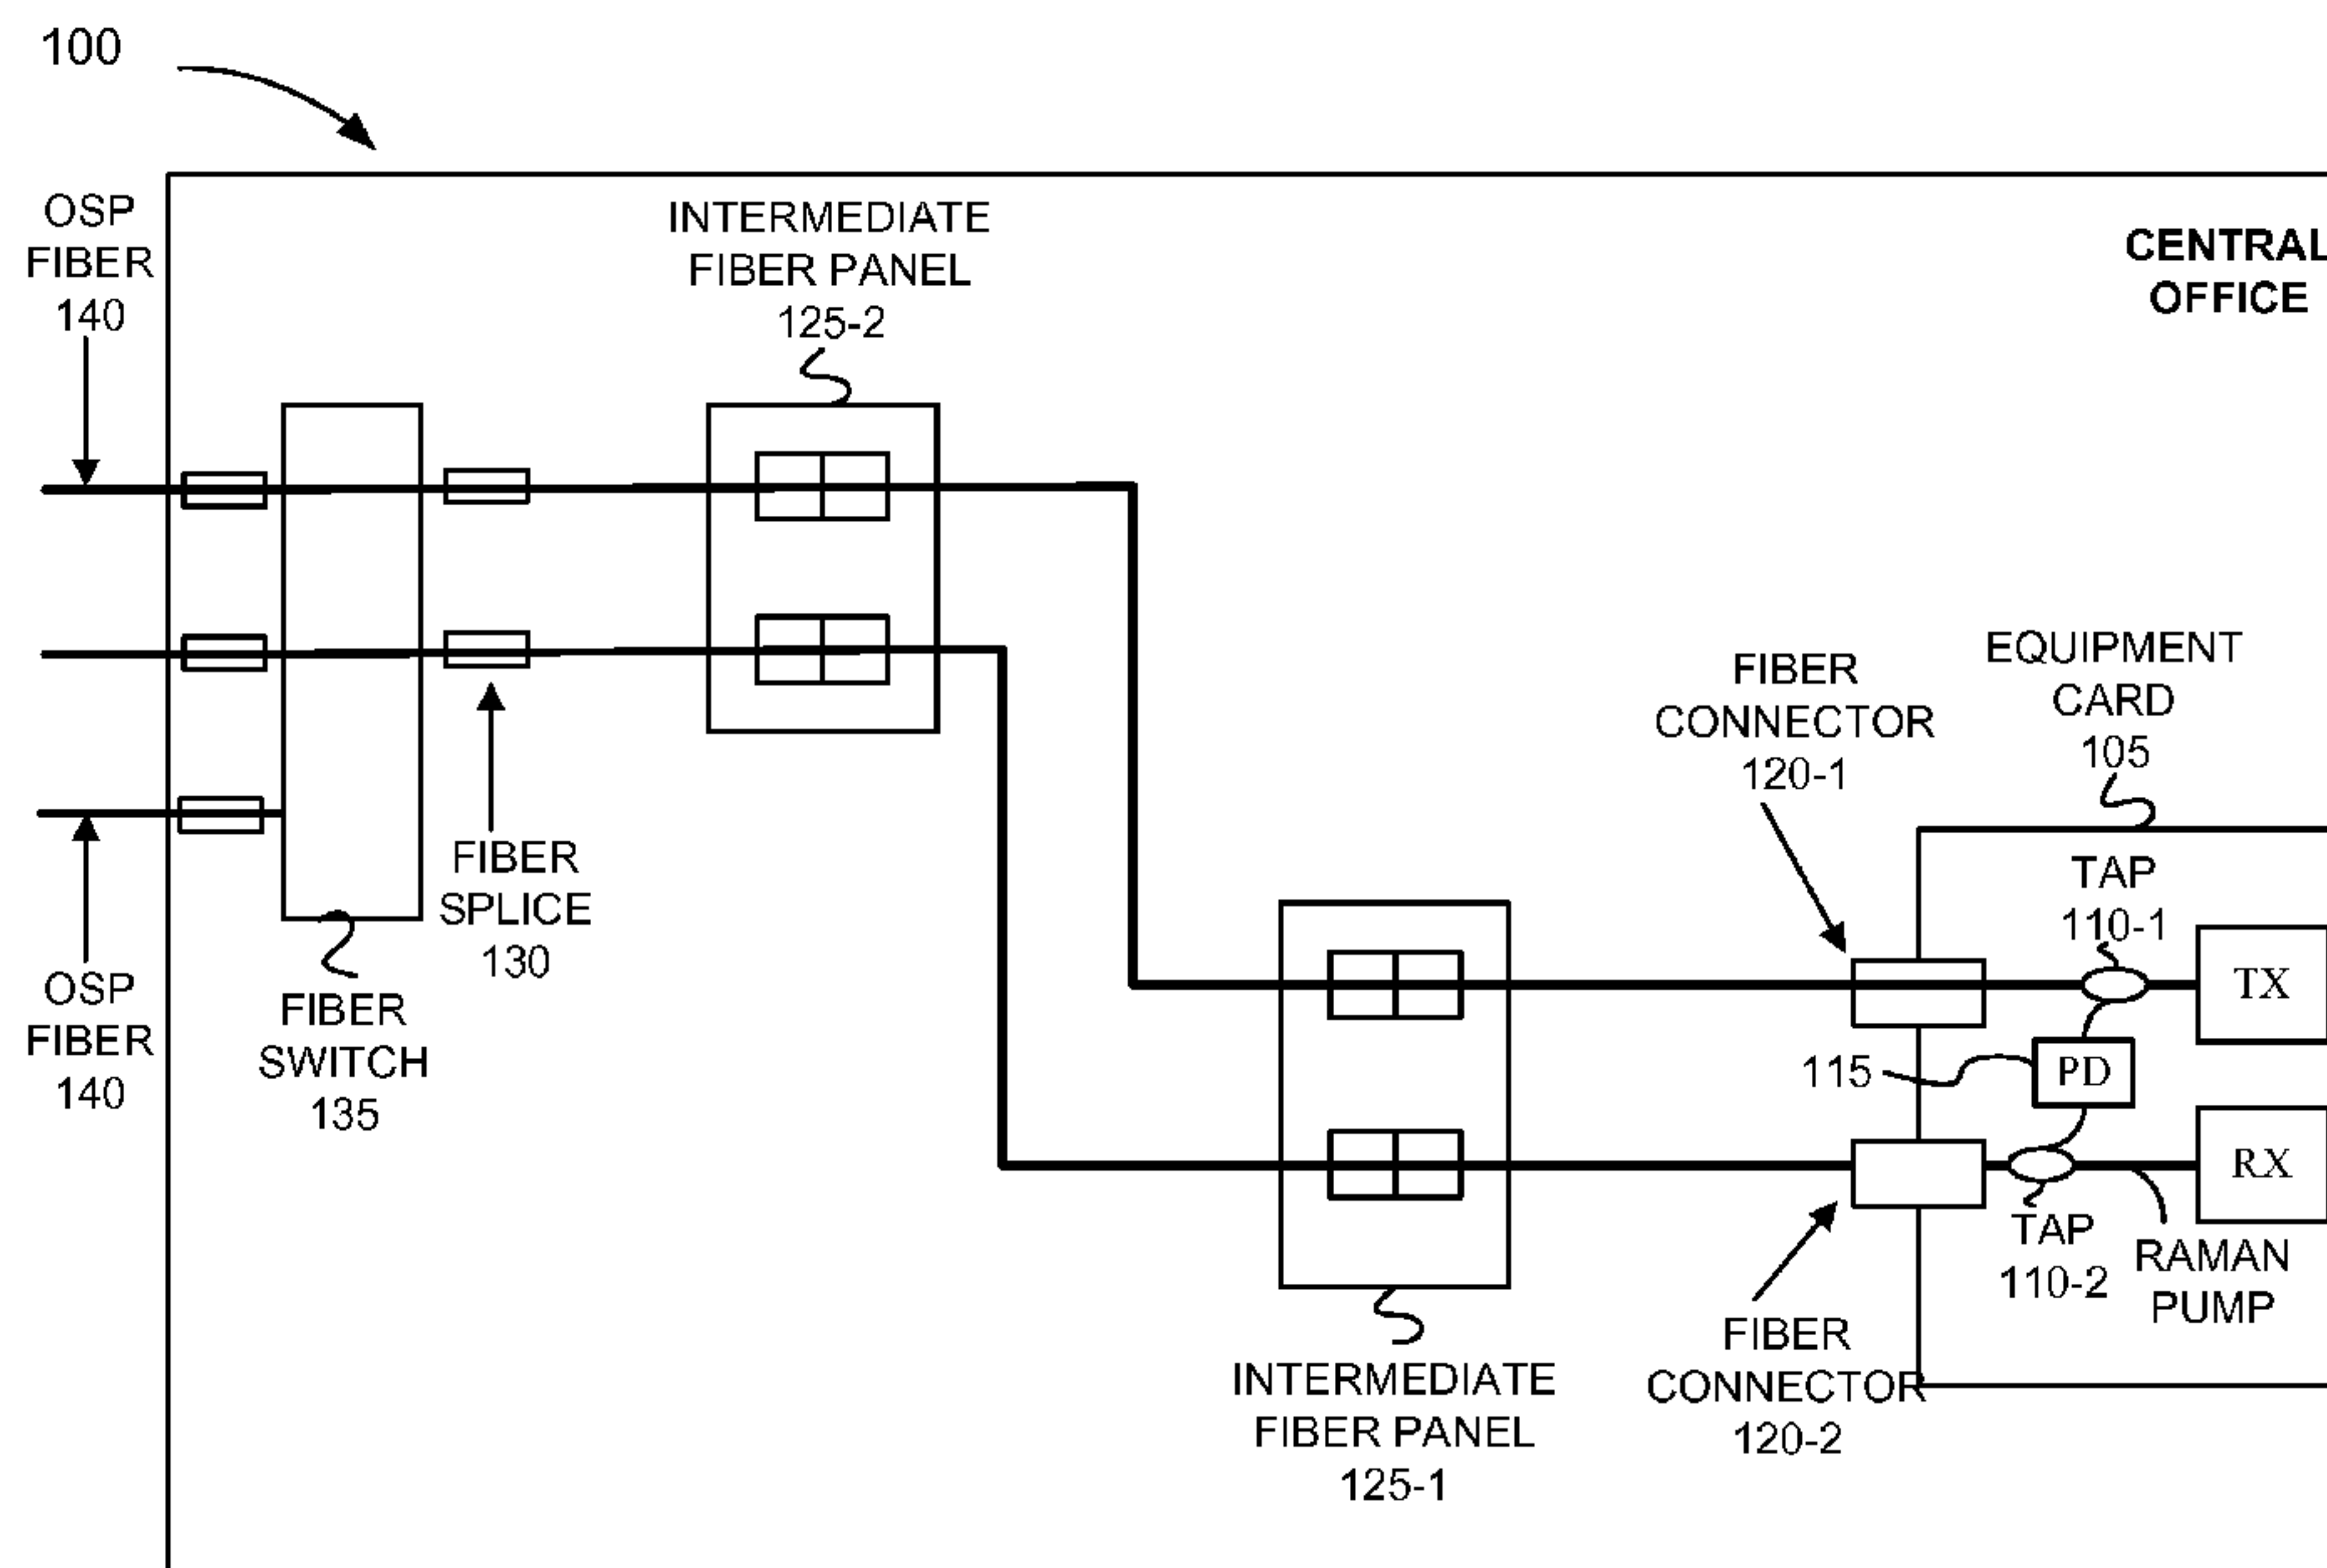 100
OSP
FIBER
140
INTERMEDIATE
FIBER PANEL
125-2
CENTRAL
OFFICE
FIBER
CONNECTOR
120-1
EQUIPMENT
CARD
105
TAP
110-1
TX
FIBER
SPLICE
130
OSP
FIBER
140
FIBER
SWITCH
135
115
PD
RX
TAP
110-2
RAMAN
PUMP
FIBER
CONNECTOR
120-2
INTERMEDIATE
FIBER PANEL
125-1